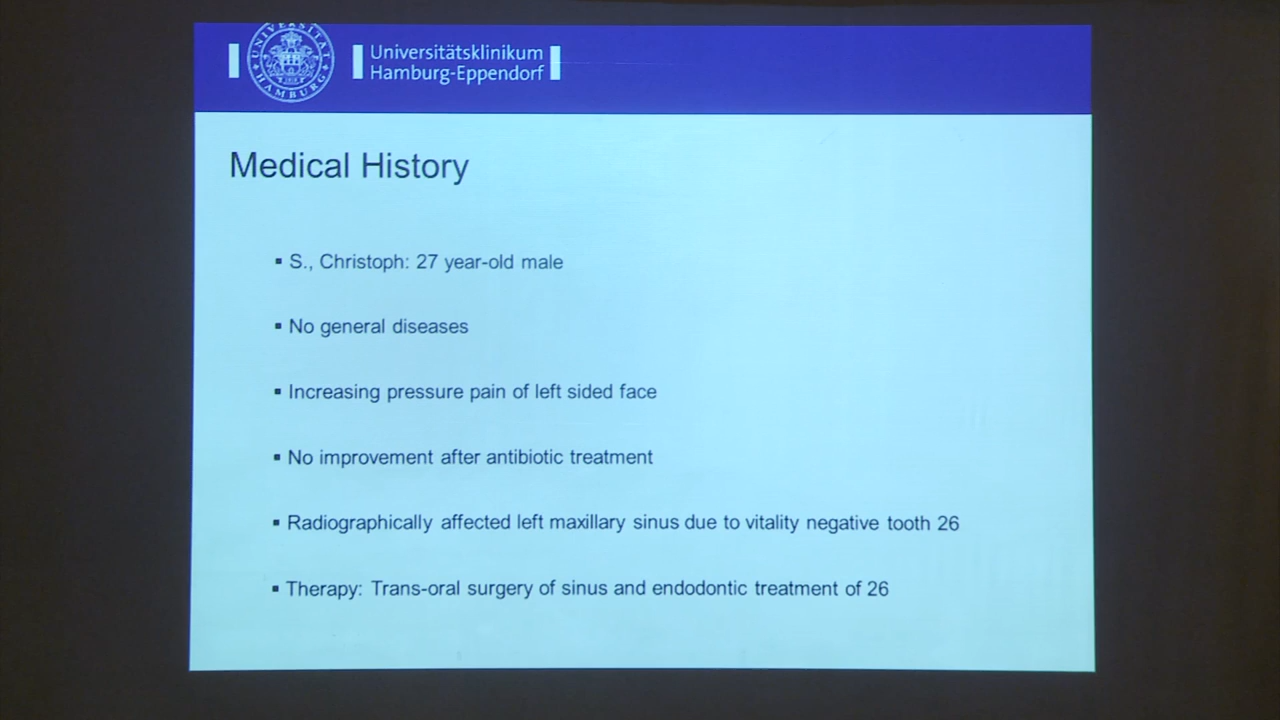 UNIVERSITÄT
HAMBURG
Universitätsklinikum
Hamburg-Eppendorf
Medical History
▪ S., Christoph: 27 year-old male
▪ No general diseases
▪ Increasing pressure pain of left sided face
▪ No improvement after antibiotic treatment
▪ Radiographically affected left maxillary sinus due to vitality negative tooth 26
▪ Therapy: Trans-oral surgery of sinus and endodontic treatment of 26